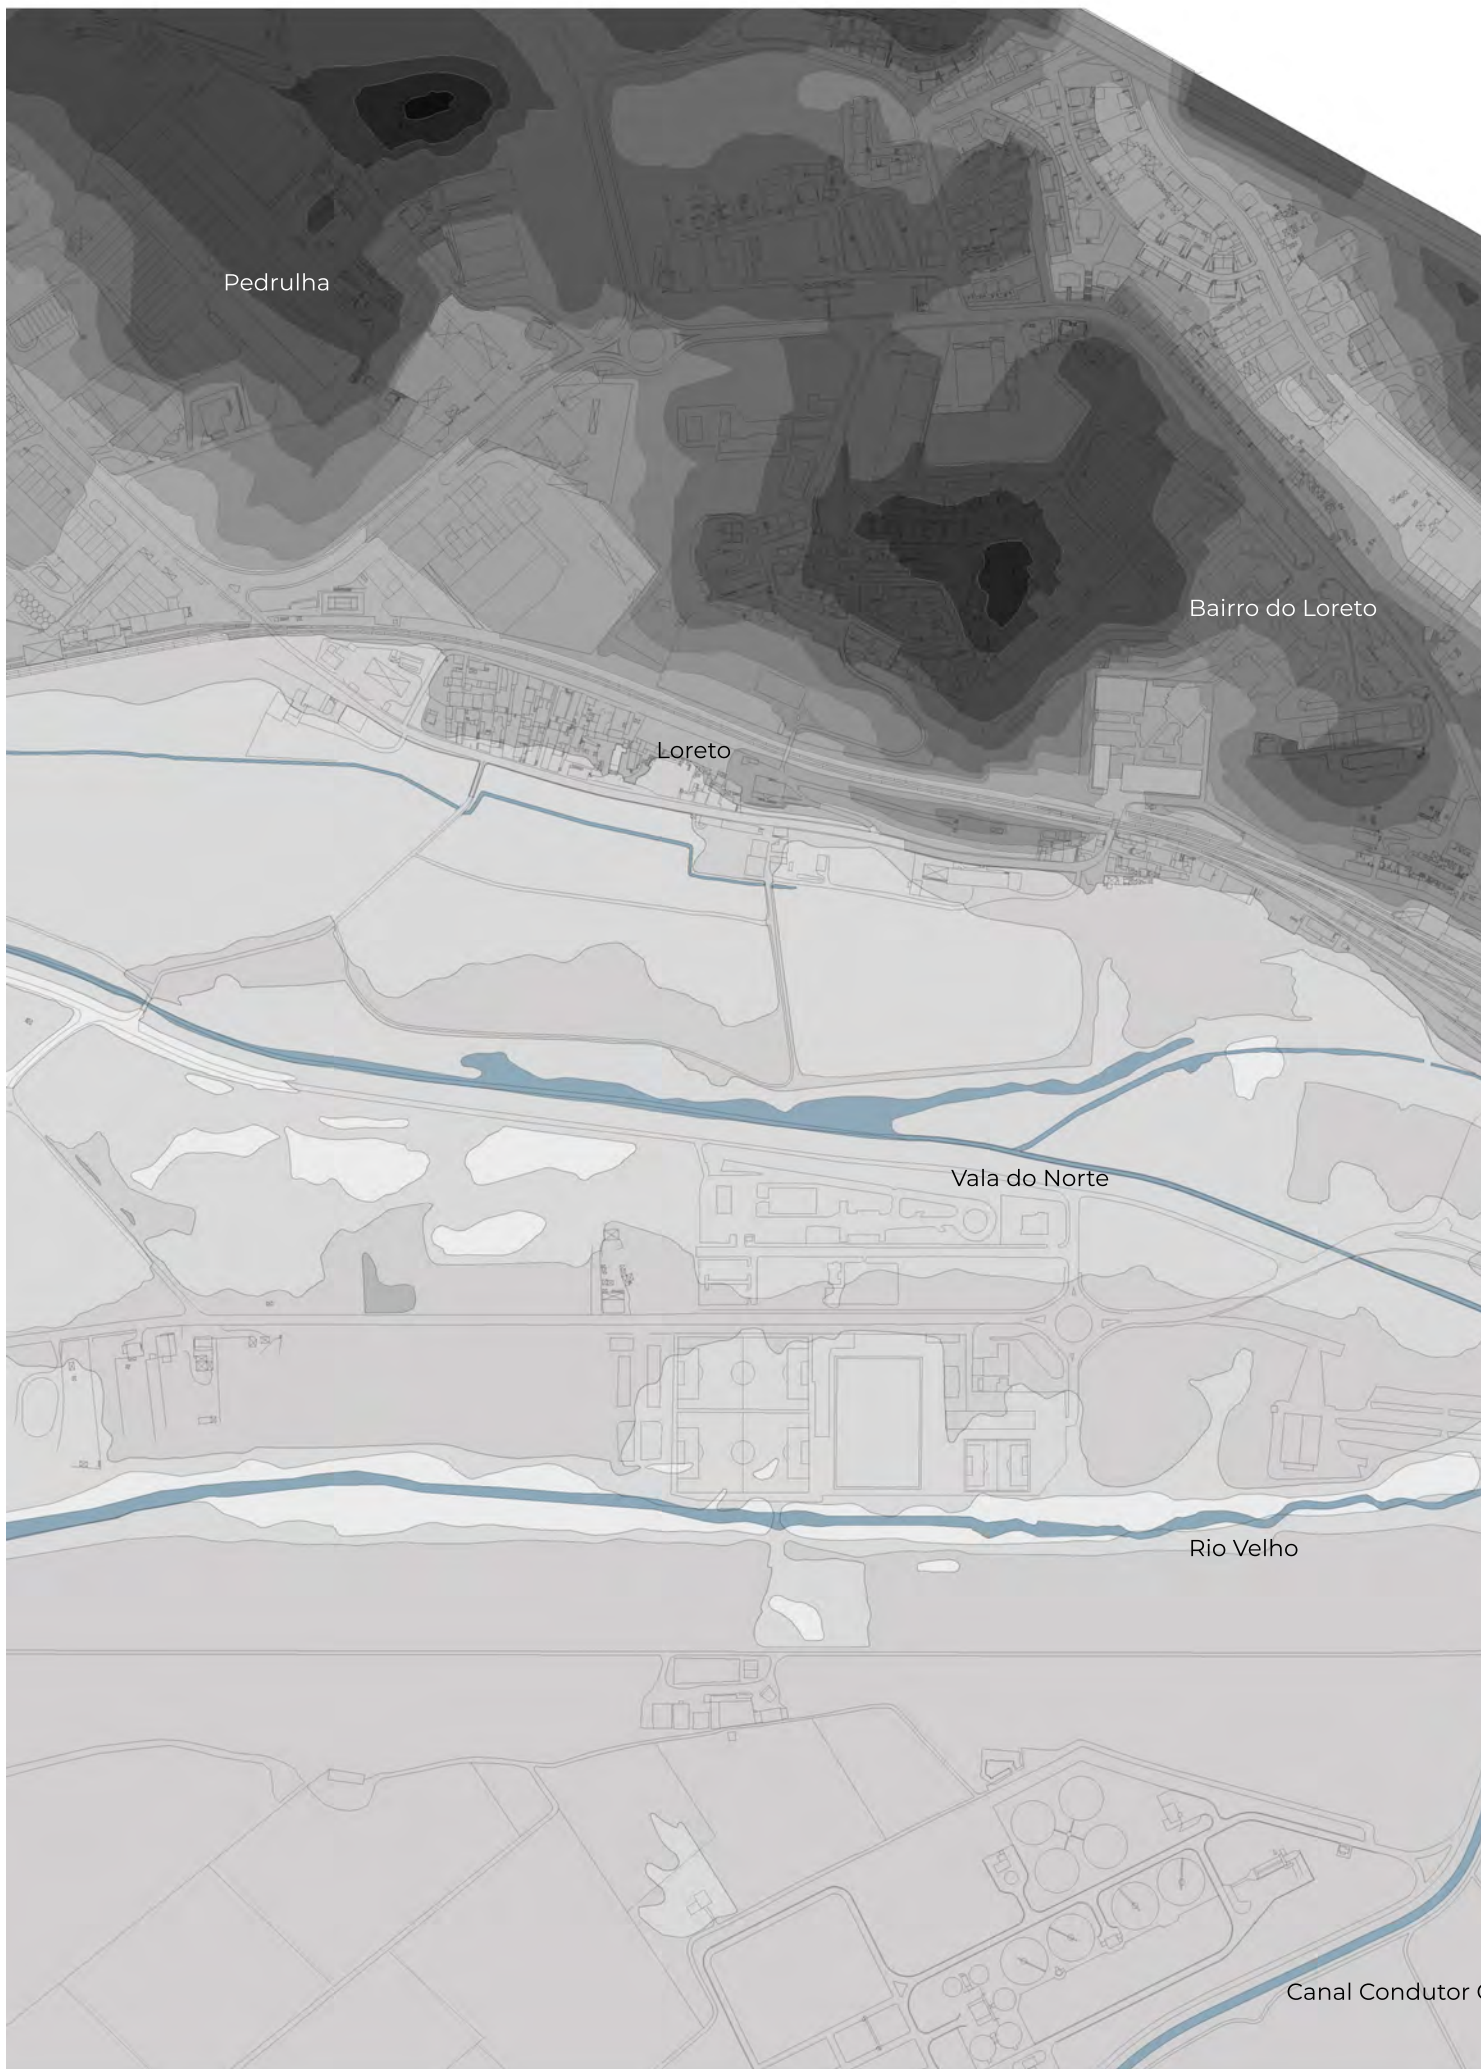 Pedrulha
Bairro do Loreto
Loreto
Vala do Norte
Rio Velho
Canal Condutor